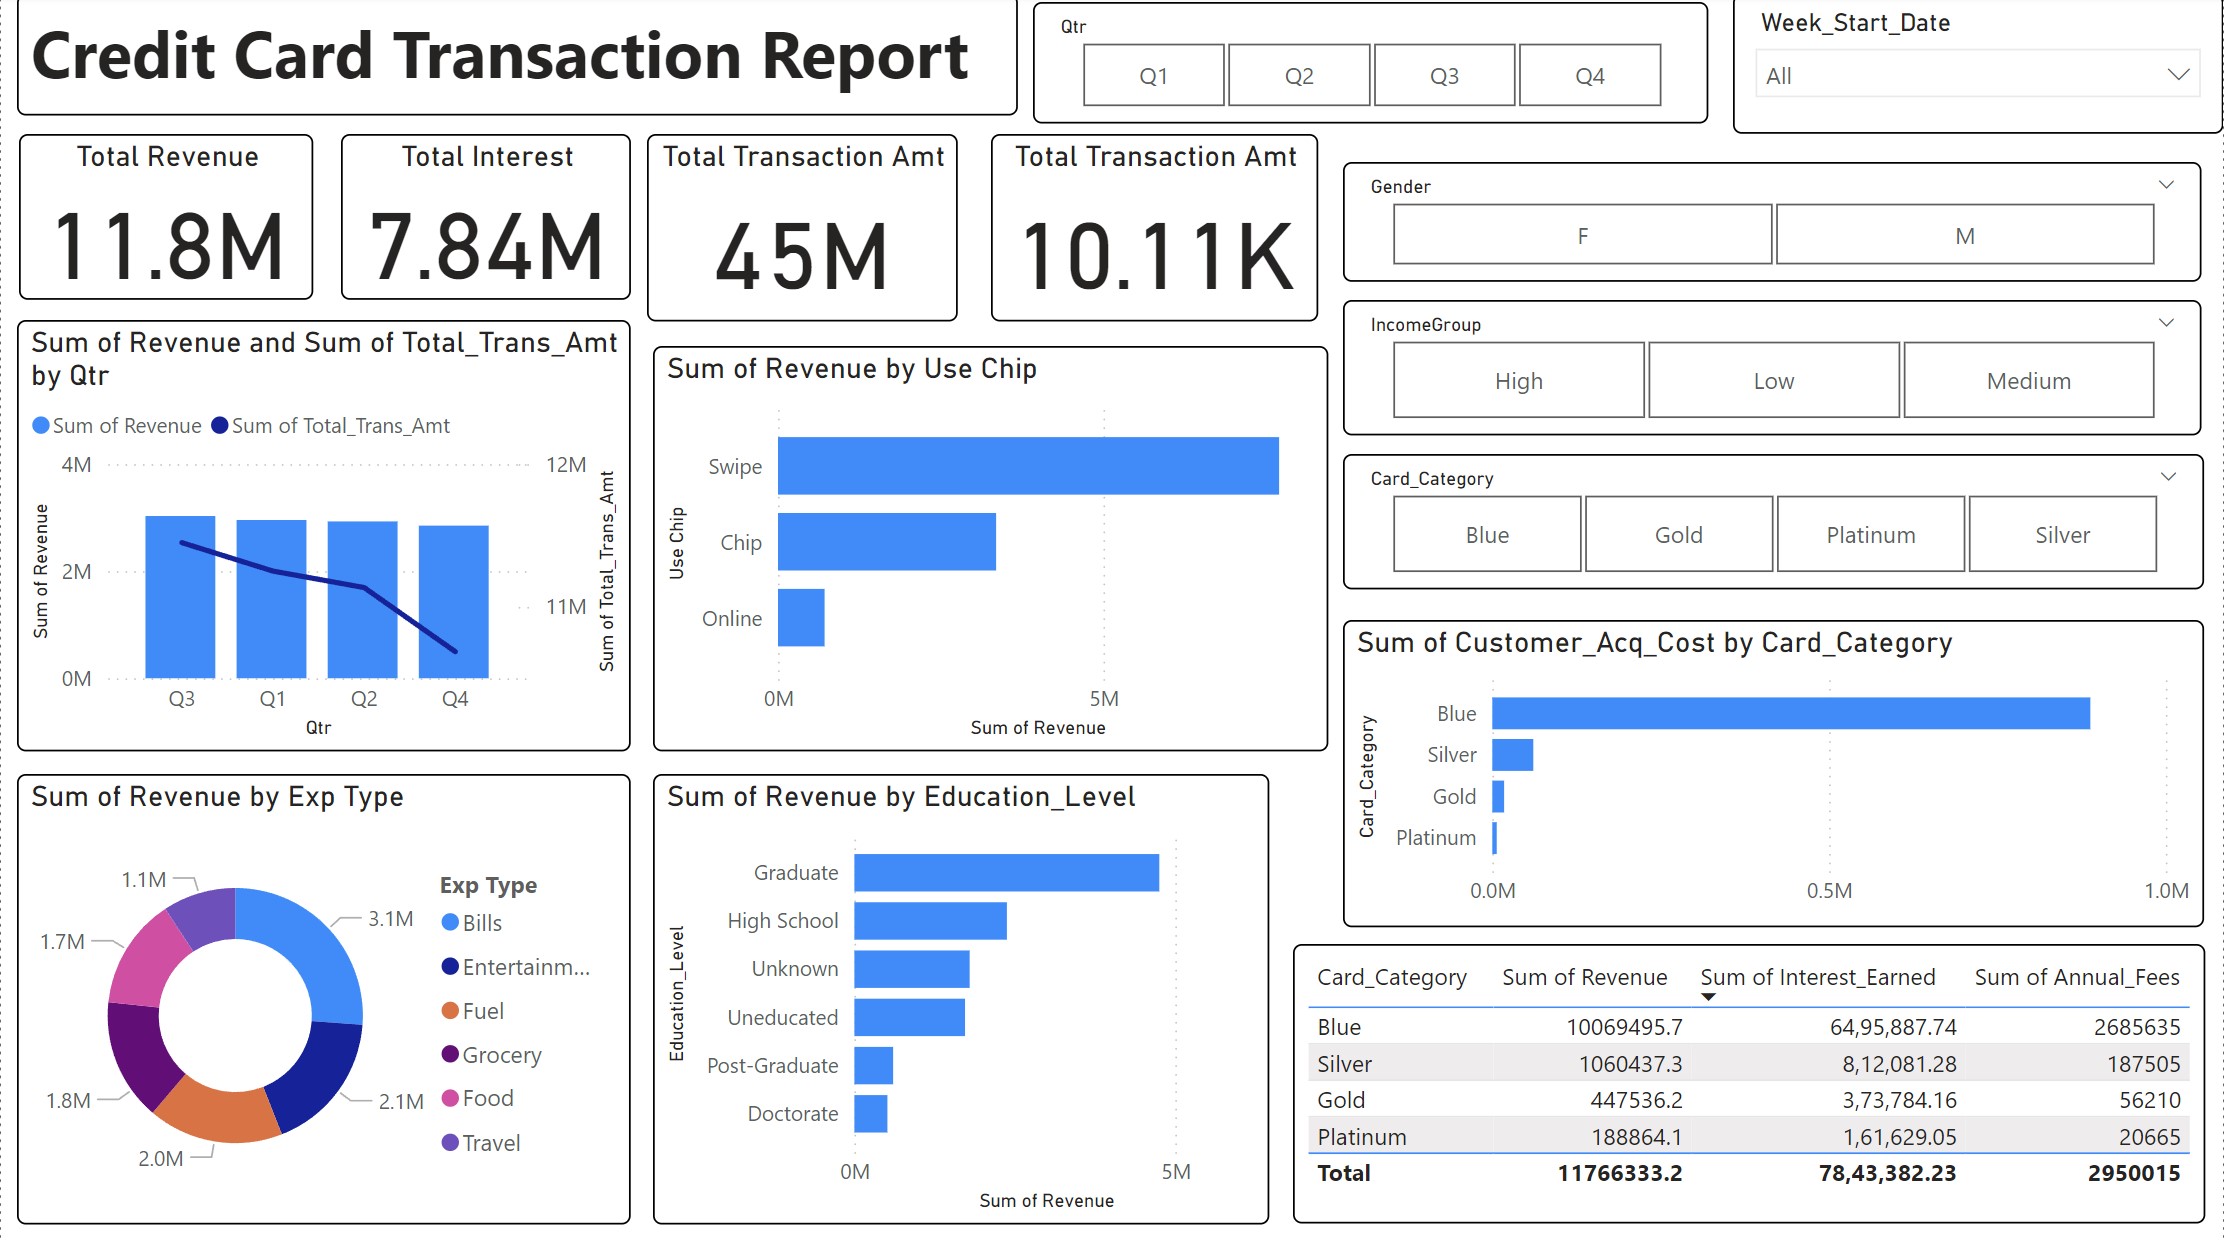 Credit Card Transaction Report
Qtr
Q1
Q2
Q3
Q4
Week_Start_Date
All
Total Revenue
11.8M
Total Interest
7.84M
Total Transaction Amt
45M
Total Transaction Amt
10.11K
Gender
F
M
IncomeGroup
High
Low
Medium
Card_Category
Blue
Gold
Platinum
Silver
Sum of Revenue and Sum of Total_Trans_Amt
by Qtr
Sum of Revenue
Sum of Total_Trans_Amt
4M
2M
0M
12M
11M
Sum of Revenue
Sum of Total_Trans_Amt
Q3
Q1
Q2
Q4
Qtr
Sum of Revenue by Use Chip
Use Chip
Swipe
Chip
Online
0M
5M
Sum of Revenue
Sum of Customer_Acq_Cost by Card_Category
Card_Category
Blue
Silver
Gold
Platinum
0.0M
0.5M
1.0M
Sum of Revenue by Exp Type
1.1M
3.1M
1.7M
1.8M
2.1M
2.0M
Exp Type
Bills
Entertainm...
Fuel
Grocery
Food
Travel
Sum of Revenue by Education_Level
Education_Level
Graduate
High School
Unknown
Uneducated
Post-Graduate
Doctorate
0M
5M
Sum of Revenue
Card_Category Sum of Revenue Sum of Interest_Earned Sum of Annual_Fees
Blue 10069495.7 64,95,887.74 2685635
Silver 1060437.3 8,12,081.28 187505
Gold 447536.2 3,73,784.16 56210
Platinum 188864.1 1,61,629.05 20665
Total 11766333.2 78,43,382.23 2950015